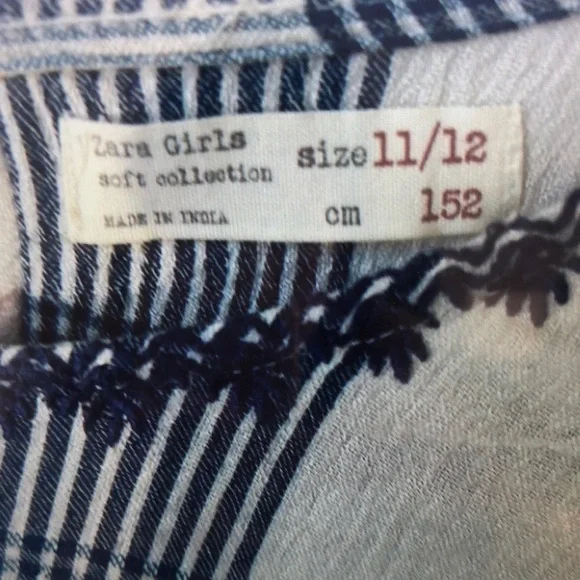 Zara Girls
soft collection
MADE IN INDIA
size 11/12
cm 152